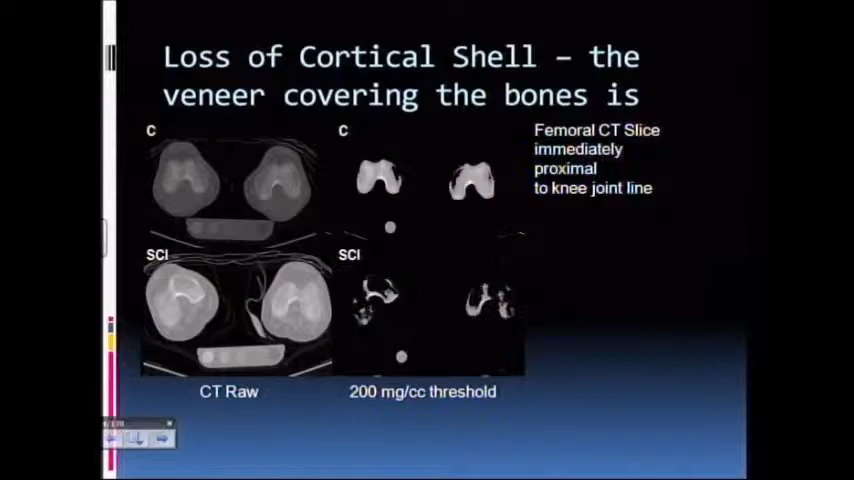 Loss of Cortical Shell – the
veneer covering the bones is
C
C
Femoral CT Slice
immediately
proximal
to knee joint line
SCI
SCI
CT Raw
200 mg/cc threshold